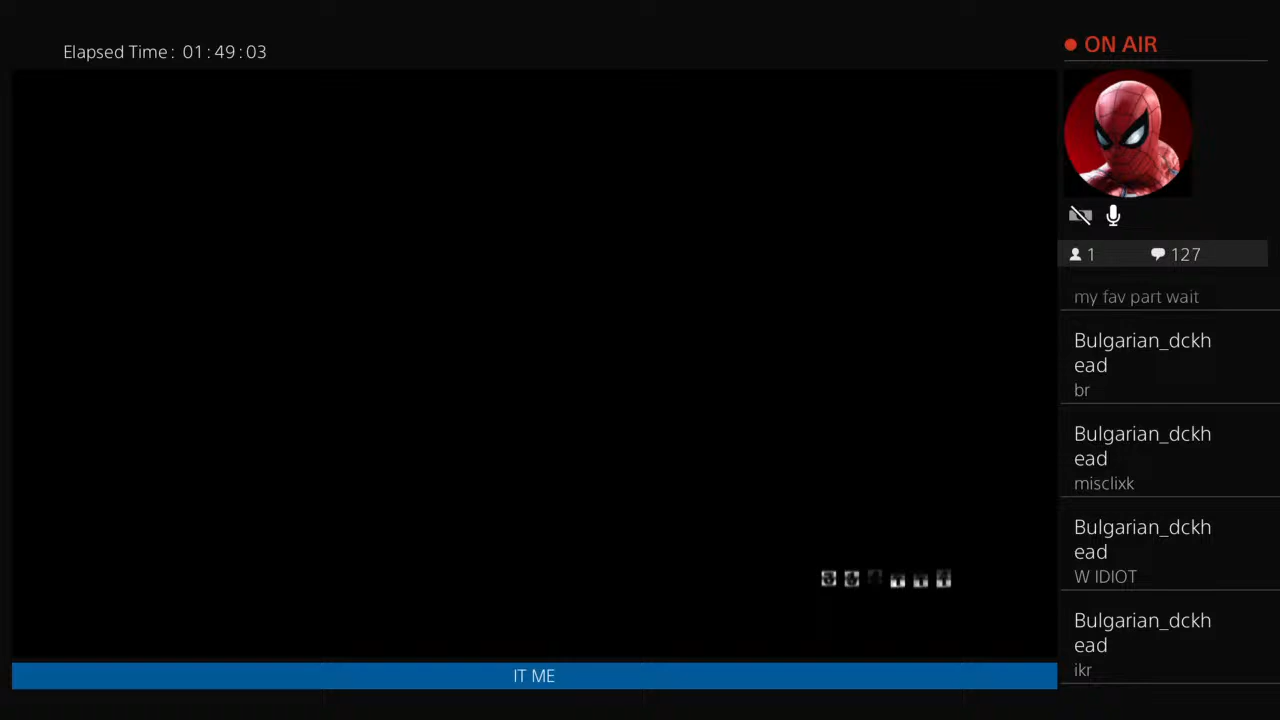 Elapsed Time: 01:49:03
ON AIR
1 127
my fav part wait
Bulgarian_dckh
ead
br
Bulgarian_dckh
ead
misclixk
Bulgarian_dckh
ead
W IDIOT
Bulgarian_dckh
ead
ikr
IT ME